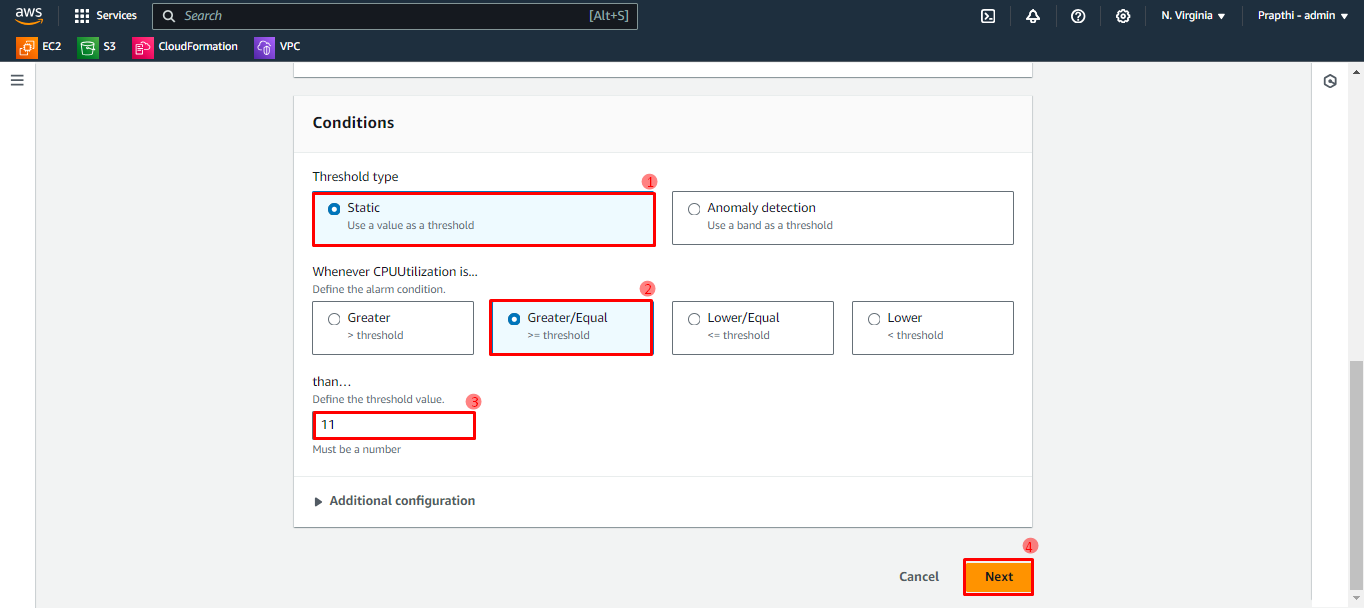 aws Services Search [Alt+S] N. Virginia Prapthi - admin
EC2 S3 CloudFormation VPC
Conditions
Threshold type
1
Static
Use a value as a threshold
Anomaly detection
Use a band as a threshold
Whenever CPUUtilization is...
Define the alarm condition.
2
Greater
> threshold
Greater/Equal
>= threshold
Lower/Equal
<= threshold
Lower
< threshold
than...
Define the threshold value.
3
11
Must be a number
Additional configuration
4
Cancel Next